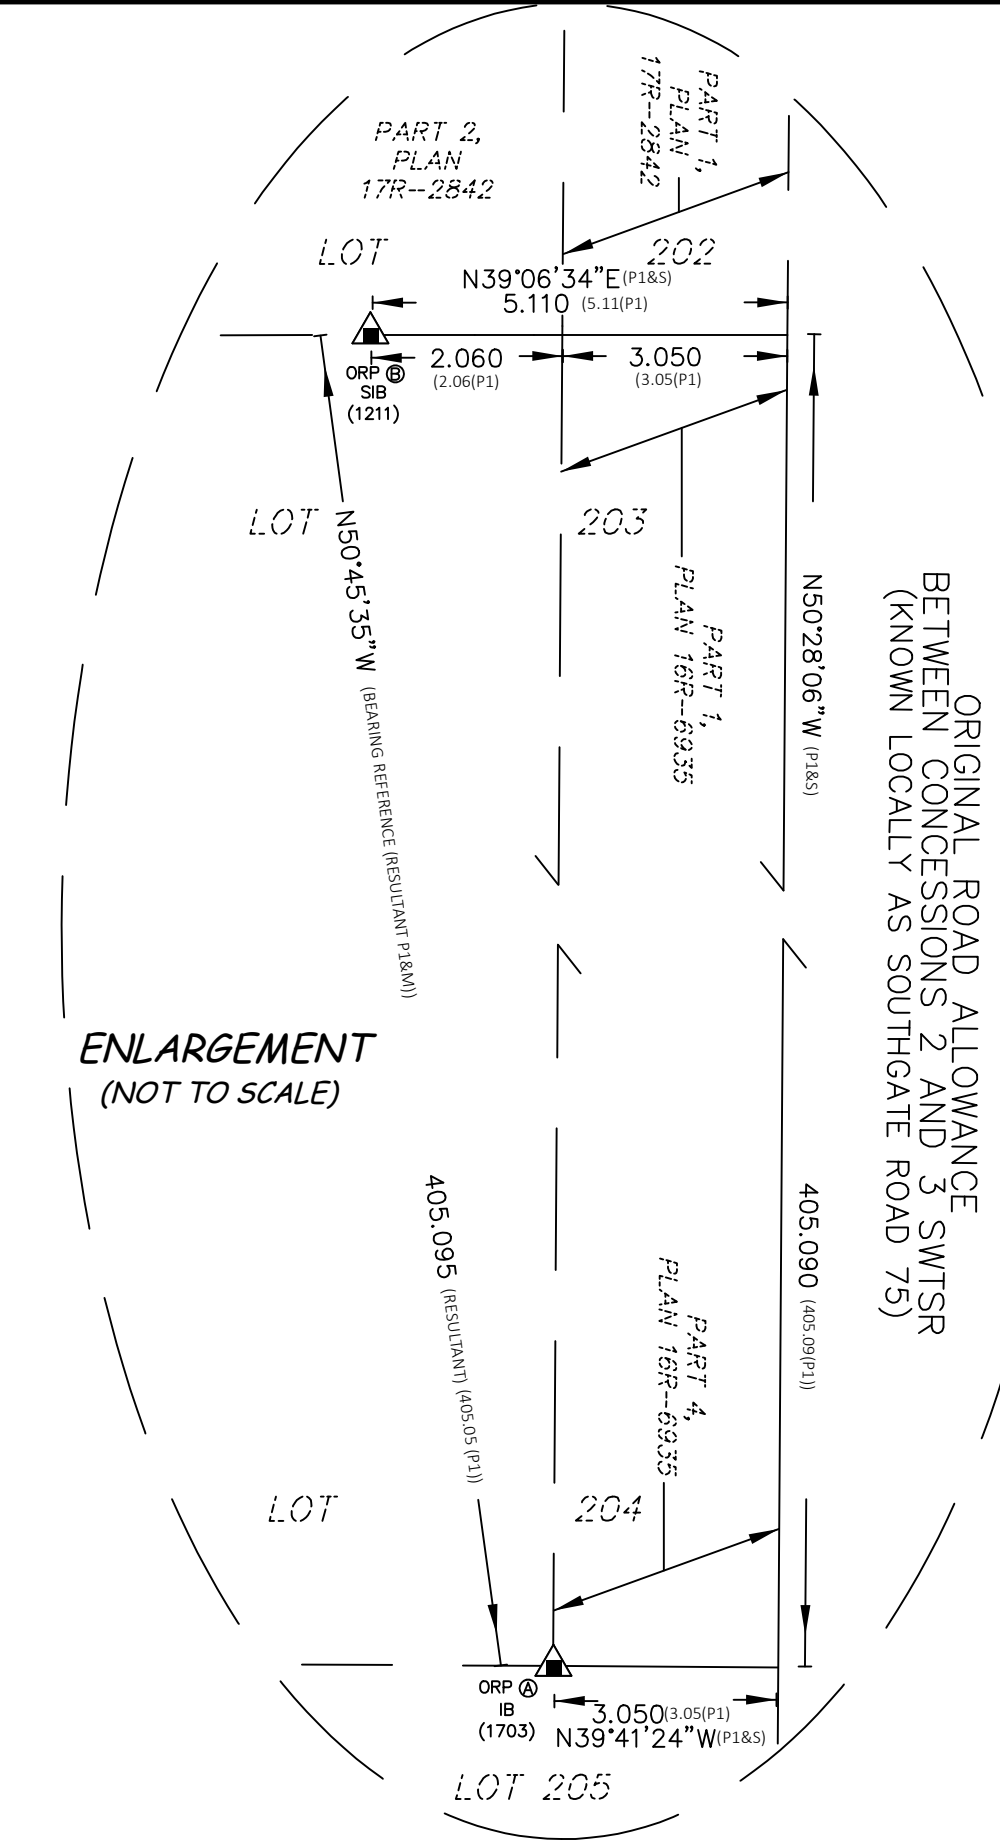 PART 1,
PLAN
17R-2842
PART 2,
PLAN
17R-2842
LOT 202
N39°06'34"E(P1&S)
5.110 (5.11(P1)
2.060
(2.06(P1)
3.050
(3.05(P1)
ORP Ⓑ
SIB
(1211)
LOT 203
N50°45'35"W (BEARING REFERENCE (RESULTANT P1&M))
PART 1,
PLAN 16R-6935
N50°28'06"W (P1&S)
ORIGINAL ROAD ALLOWANCE
BETWEEN CONCESSIONS 2 AND 3 SWTSR
(KNOWN LOCALLY AS SOUTHGATE ROAD 75)
ENLARGEMENT
(NOT TO SCALE)
405.095 (RESULTANT) (405.05 (P1))
PART 4,
PLAN 16R-6935
405.090 (405.09(P1))
LOT 204
ORP Ⓐ
IB
(1703)
3.050(3.05(P1)
N39°41'24"W(P1&S)
LOT 205